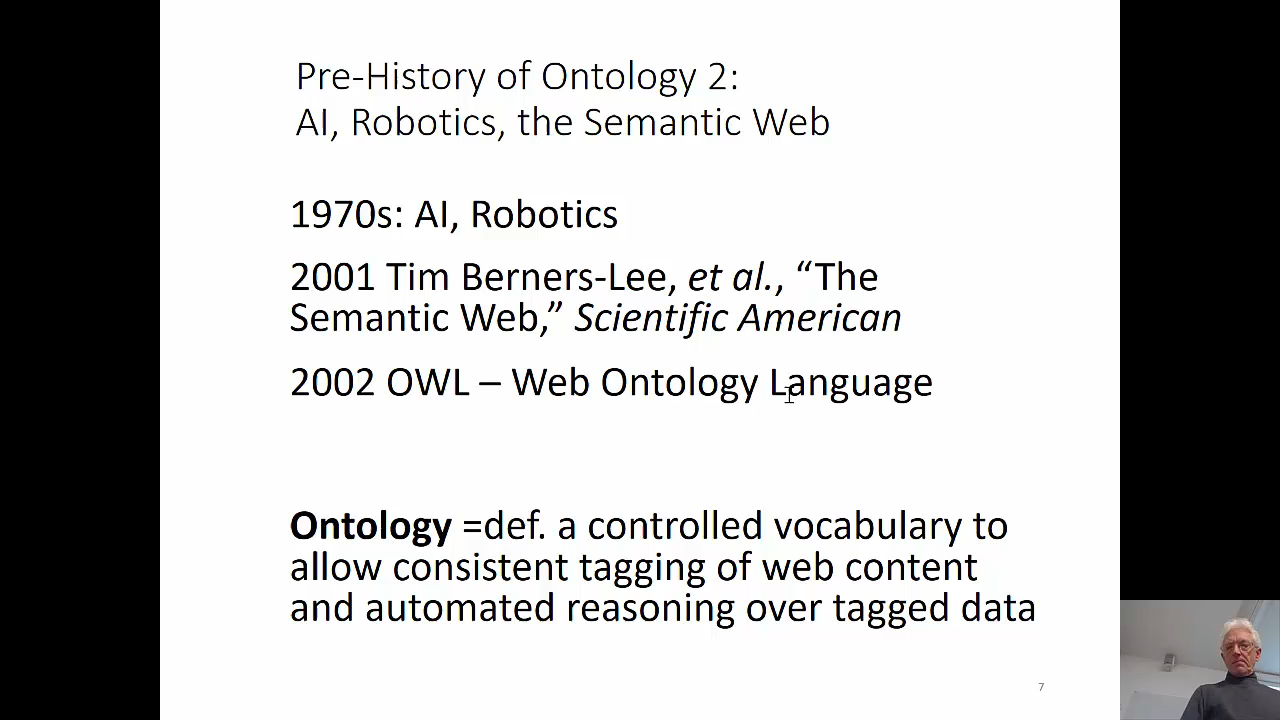 Pre-History of Ontology 2:
AI, Robotics, the Semantic Web
1970s: AI, Robotics
2001 Tim Berners-Lee, et al., “The
Semantic Web,” Scientific American
2002 OWL – Web Ontology Language
Ontology =def. a controlled vocabulary to
allow consistent tagging of web content
and automated reasoning over tagged data
7